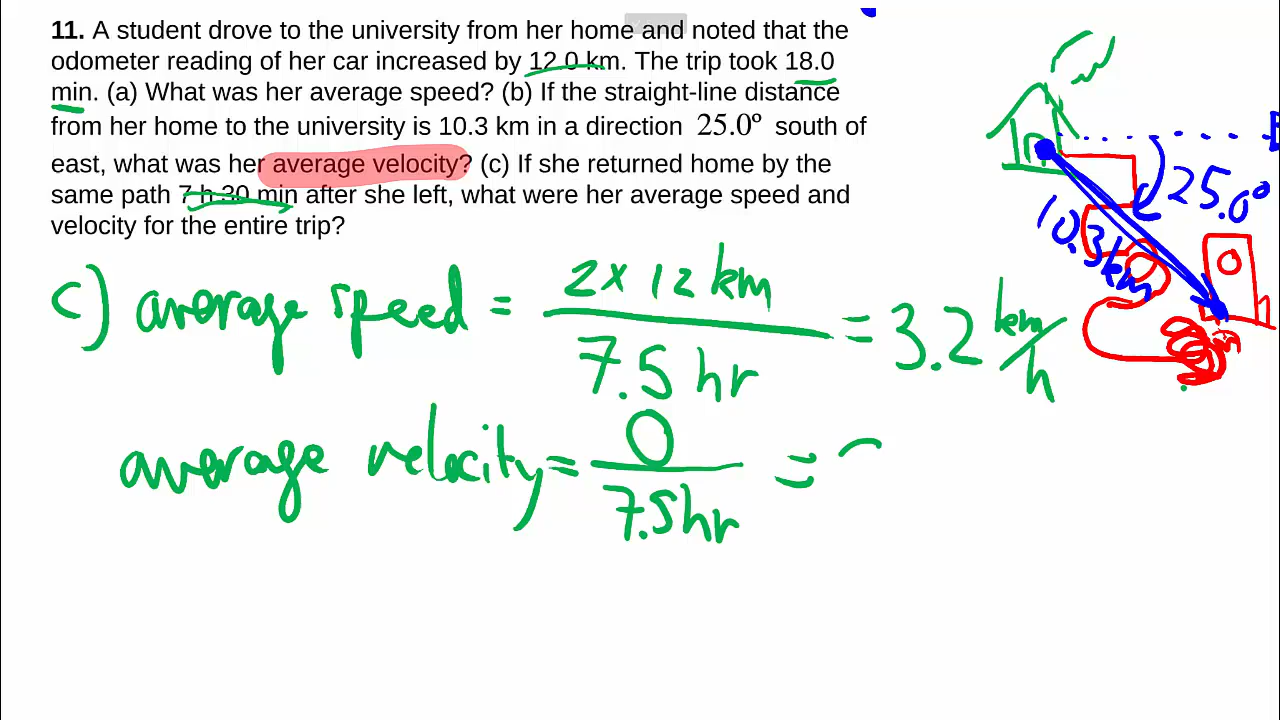 11. A student drove to the university from her home and noted that the
odometer reading of her car increased by 12.0 km. The trip took 18.0
min. (a) What was her average speed? (b) If the straight-line distance
from her home to the university is 10.3 km in a direction 25.0º south of
east, what was her average velocity? (c) If she returned home by the
same path 7 h 30 min after she left, what were her average speed and
velocity for the entire trip?
E
25.0º
10.3 km
c) average speed = 2 x 12 km / 7.5 hr = 3.2 km/h
average velocity = 0 / 7.5 hr =